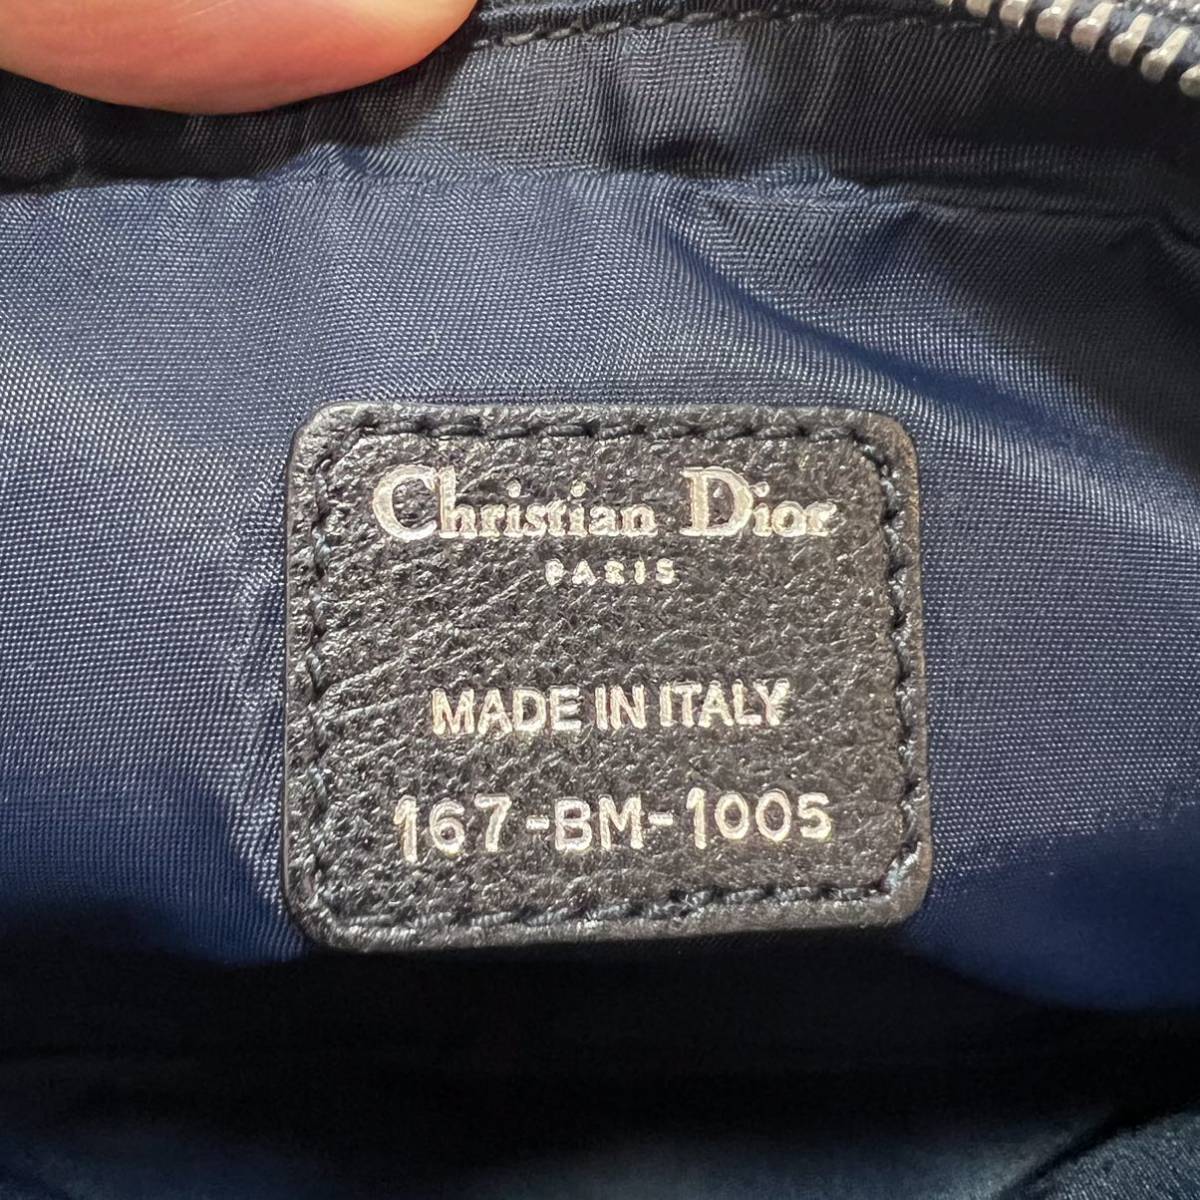 Christian Dior
PARIS
MADE IN ITALY
167-BM-1005